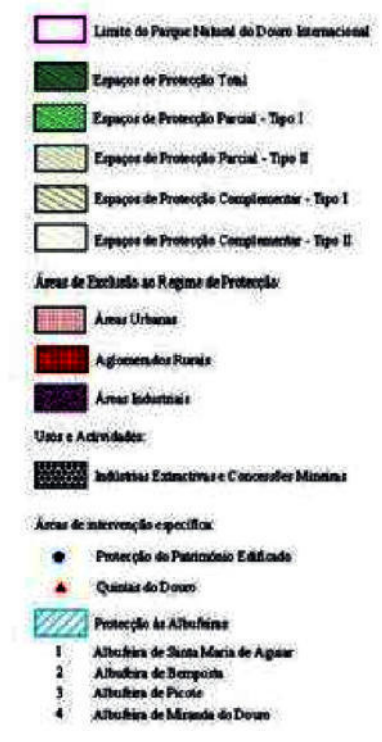 Limite do Parque Natural do Douro Internacional
Espaços de Protecção Total
Espaços de Protecção Parcial - Tipo I
Espaços de Protecção Parcial - Tipo II
Espaços de Protecção Complementar - Tipo I
Espaços de Protecção Complementar - Tipo II
Áreas de Exclusão ao Regime de Protecção:
Áreas Urbanas
Aglomerados Rurais
Áreas Industriais
Usos e Actividades:
Indústrias Extractivas e Concessões Mineiras
Áreas de intervenção específica:
Protecção do Património Edificado
Quintas do Douro
Protecção às Albufeiras
1 Albufeira de Santa Maria de Aguiar
2 Albufeira de Bemposta
3 Albufeira de Picote
4 Albufeira de Miranda do Douro